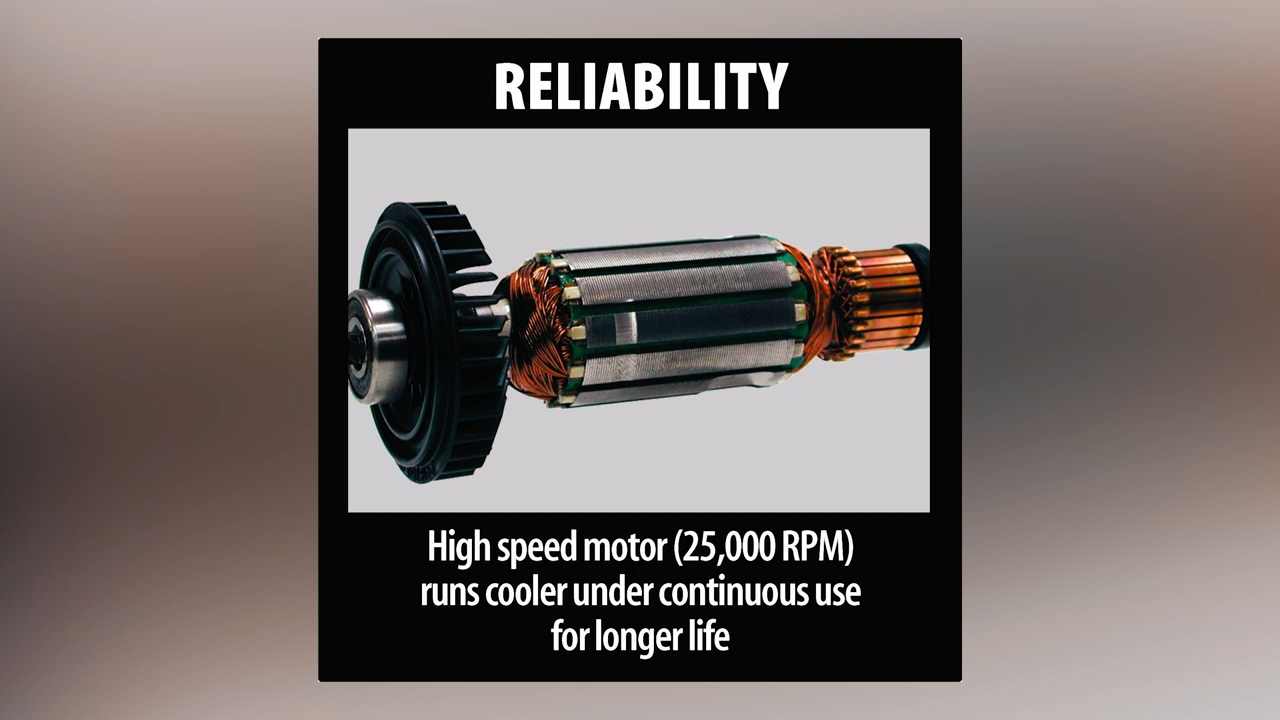 RELIABILITY
High speed motor (25,000 RPM)
runs cooler under continuous use
for longer life